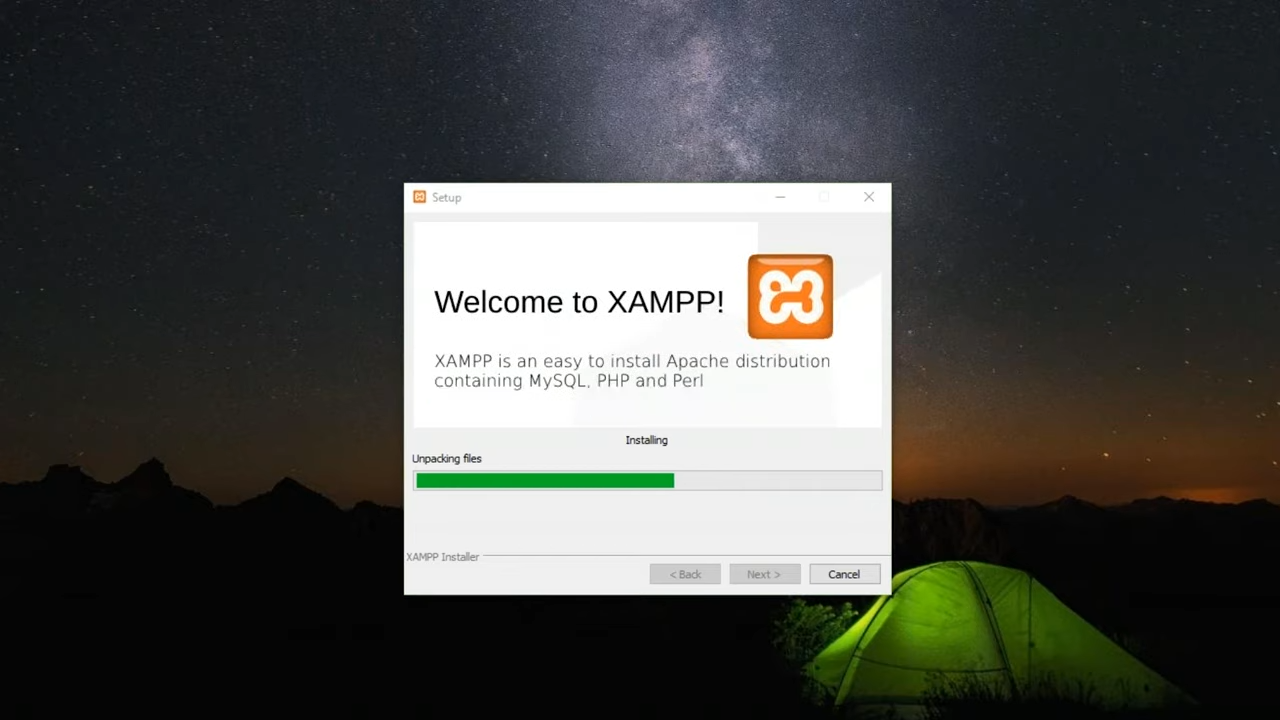 Setup
Welcome to XAMPP!
XAMPP is an easy to install Apache distribution
containing MySQL, PHP and Perl
Installing
Unpacking files
XAMPP Installer
< Back
Next >
Cancel